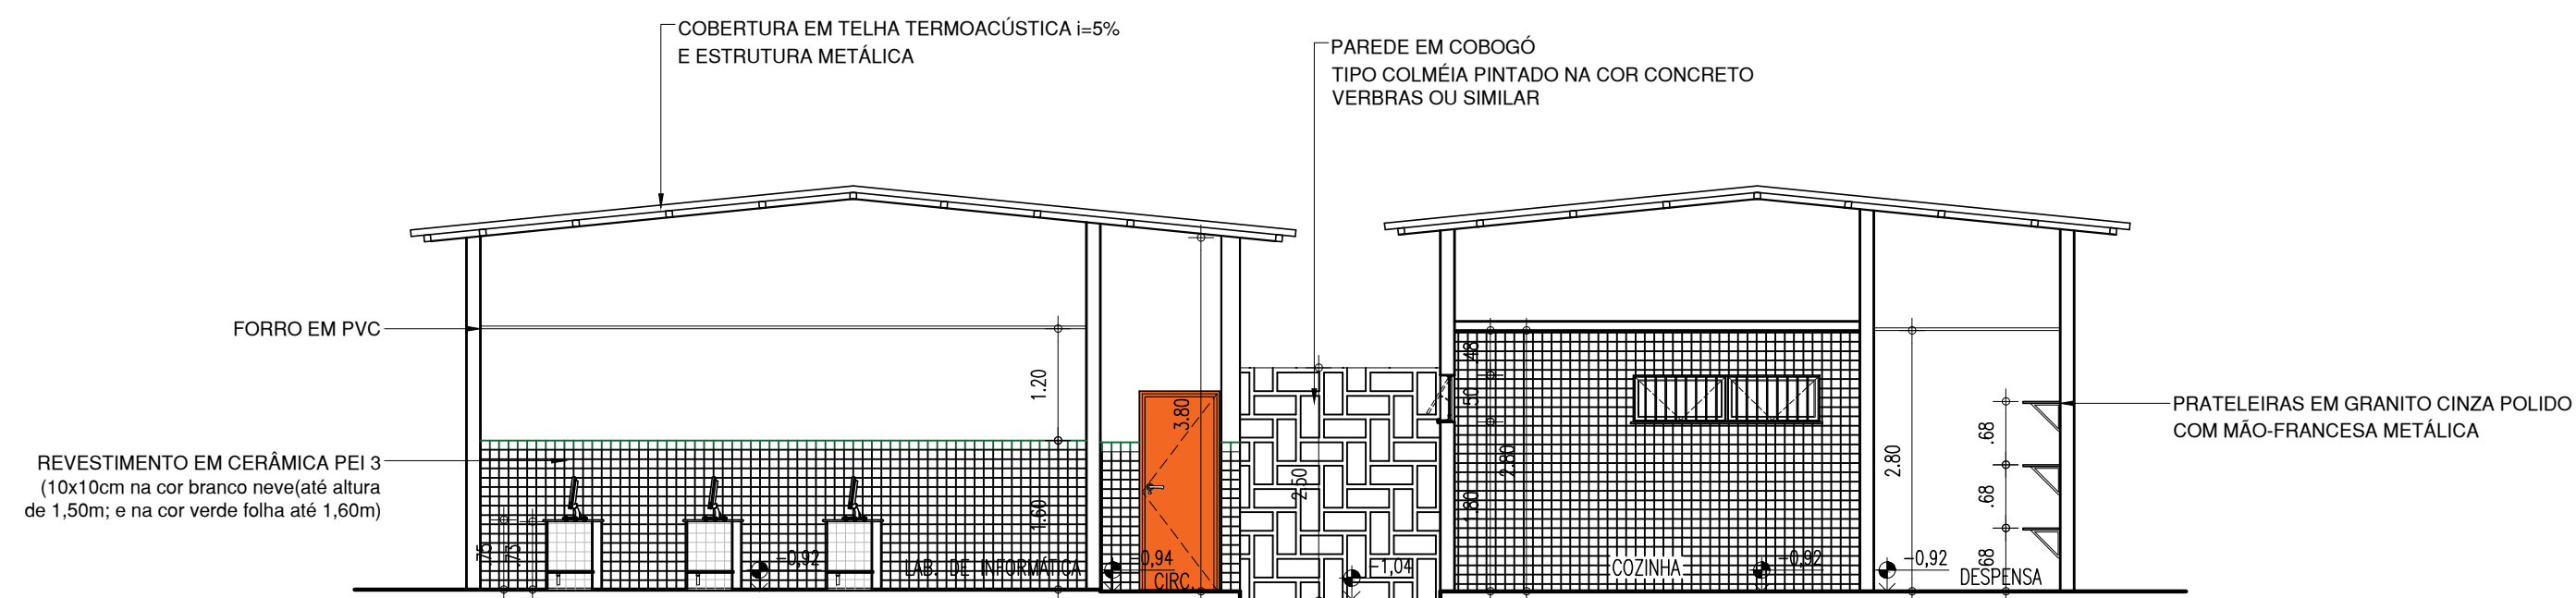 COBERTURA EM TELHA TERMOACÚSTICA i=5%
E ESTRUTURA METÁLICA
PAREDE EM COBOGÓ
TIPO COLMÉIA PINTADO NA COR CONCRETO
VERBRAS OU SIMILAR
FORRO EM PVC
REVESTIMENTO EM CERÂMICA PEI 3
(10x10cm na cor branco neve(até altura
de 1,50m; e na cor verde folha até 1,60m)
.75
.73
-0,92
LAB. DE INFORMÁTICA
1.20
1.60
-0,94
CIRC.
3.80
2.50
-1,04
.48
.50
1.80
2.80
COZINHA
-0,92
2.80
-0,92
DESPENSA
.68
.68
.68
PRATELEIRAS EM GRANITO CINZA POLIDO
COM MÃO-FRANCESA METÁLICA